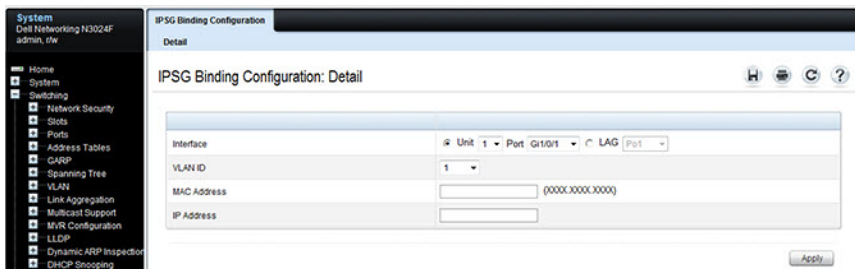 System
Dell Networking N3024F
admin, r/w
Home
System
Switching
Network Security
Slots
Ports
Address Tables
GARP
Spanning Tree
VLAN
Link Aggregation
Multicast Support
MVR Configuration
LLDP
Dynamic ARP Inspection
DHCP Snooping
IPSG Binding Configuration
Detail
IPSG Binding Configuration: Detail
Interface Unit 1 Port Gi1/0/1 LAG Po1
VLAN ID 1
MAC Address (XXXX.XXXX.XXXX)
IP Address
Apply